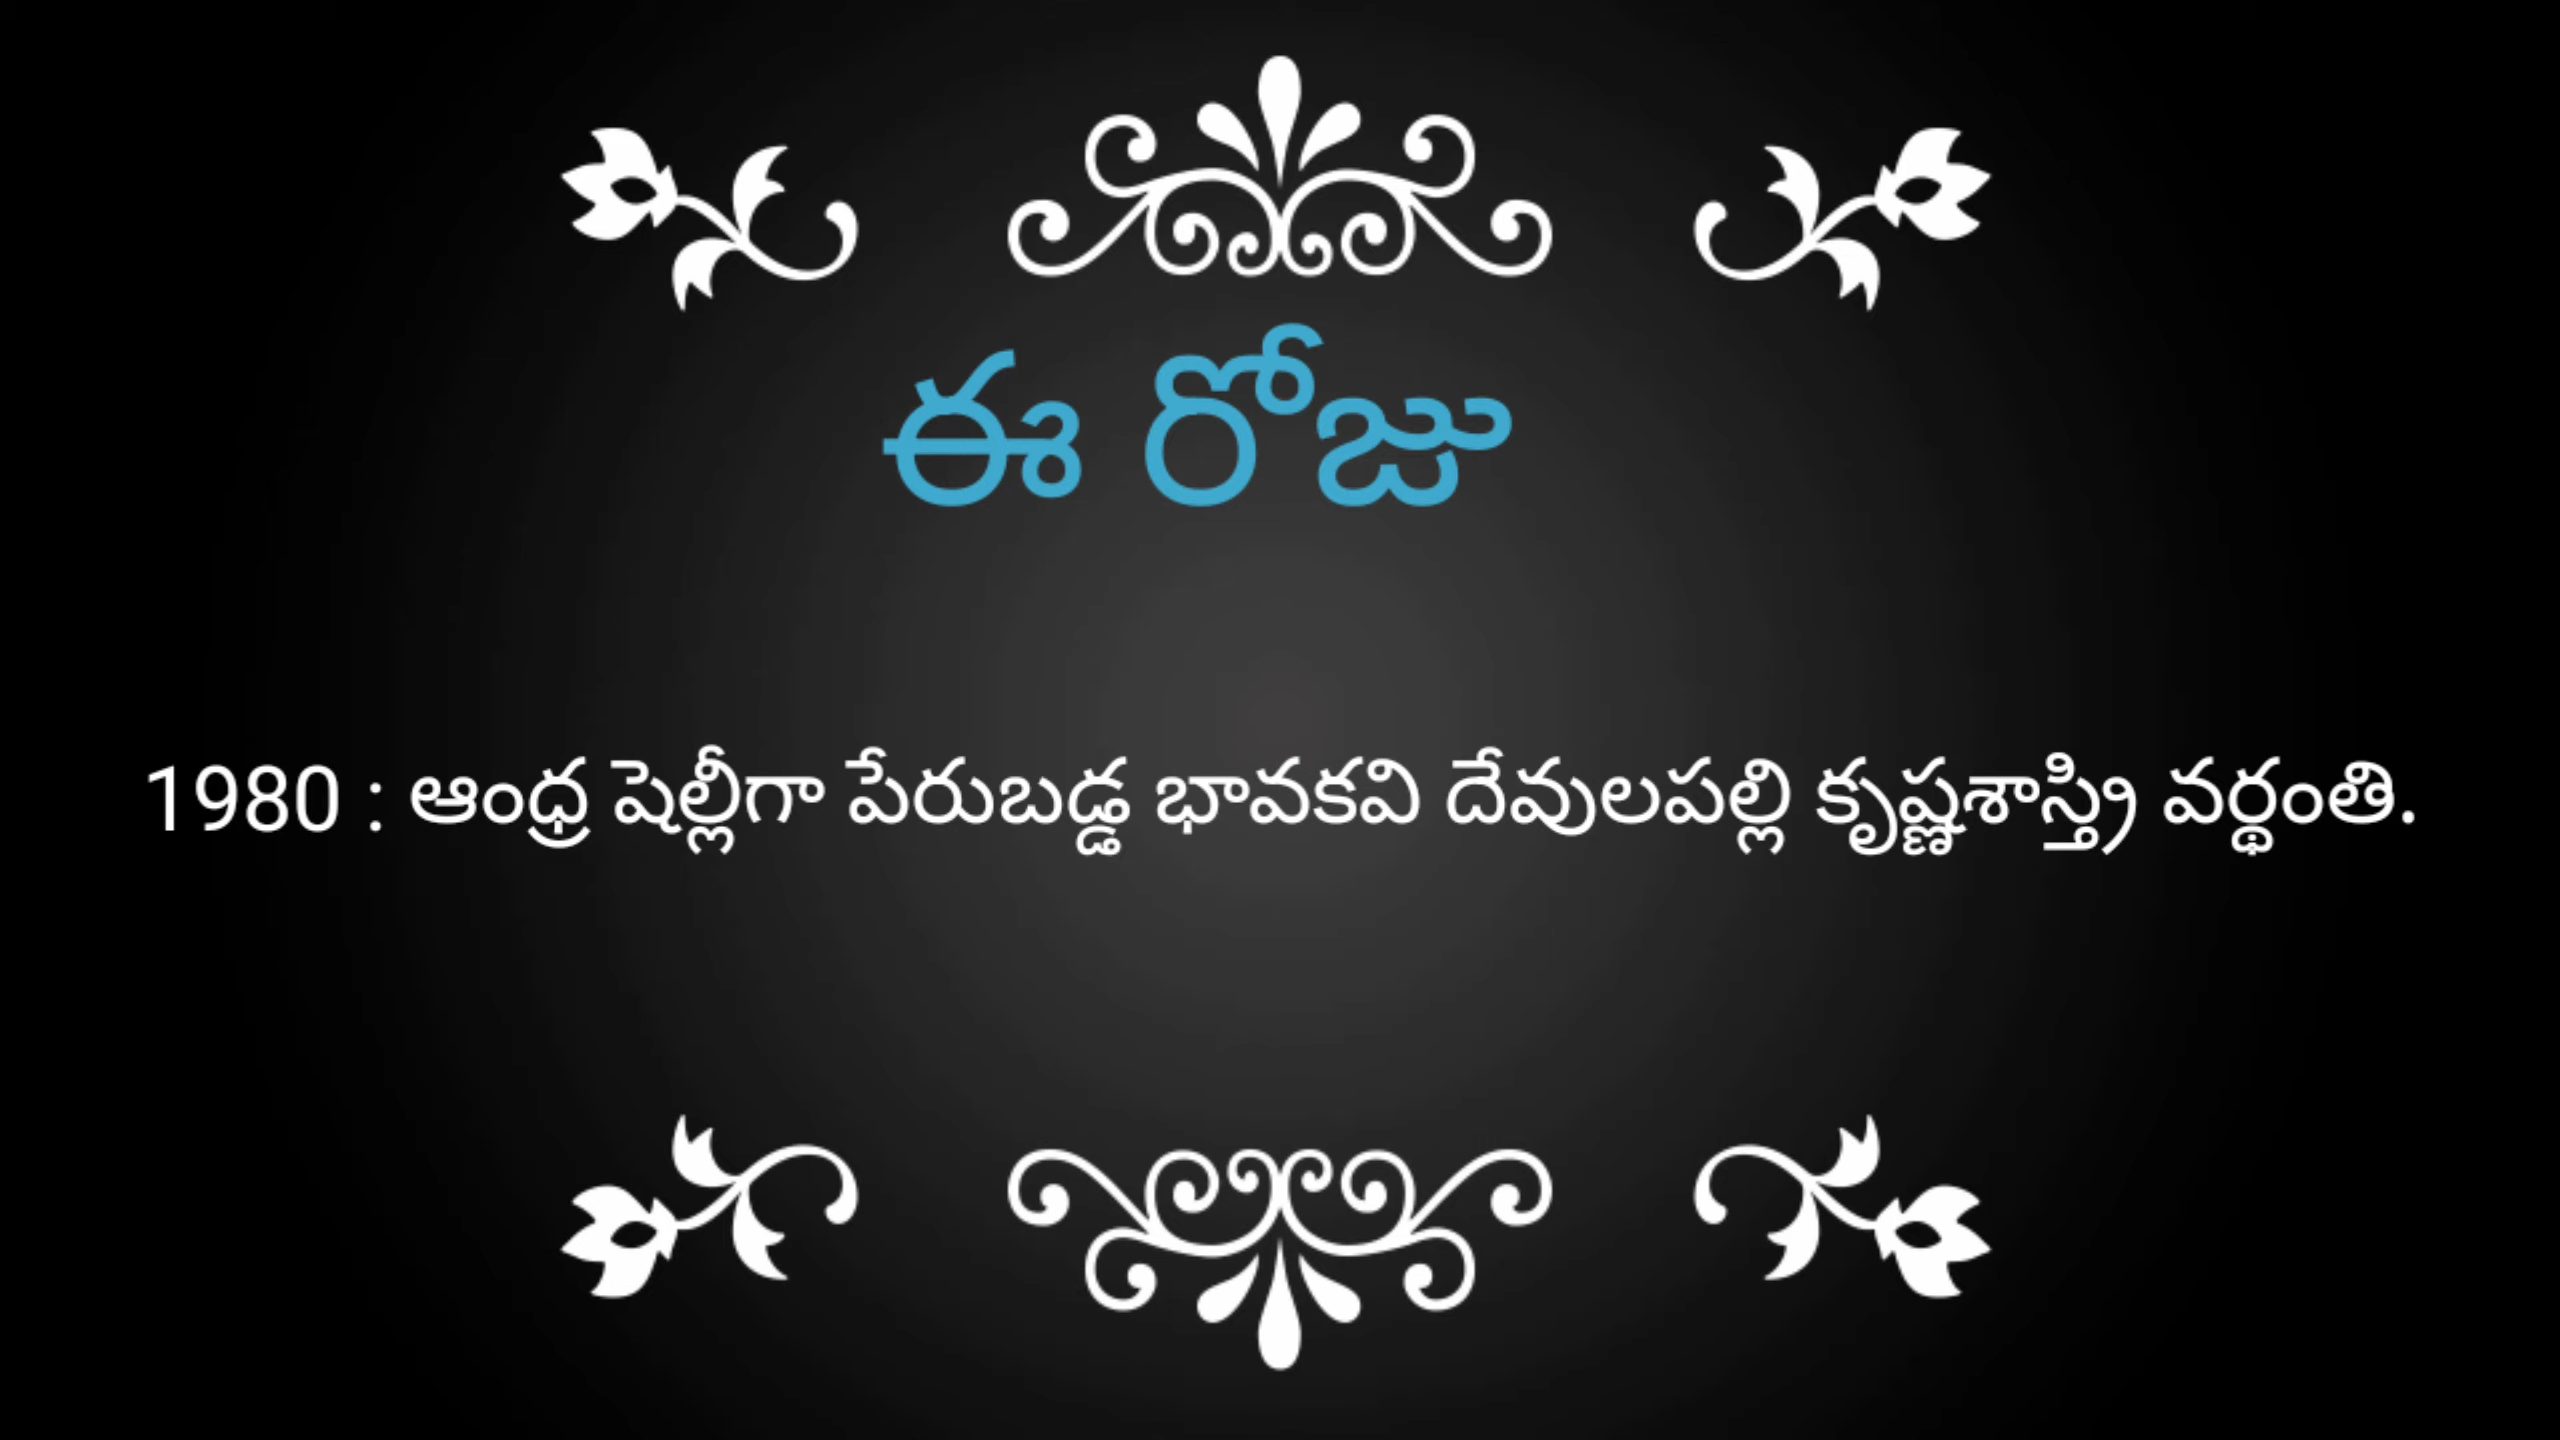 ఈ రోజు
1980 : ఆంధ్ర షెల్లీగా పేరుబడ్డ భావకవి దేవులపల్లి కృష్ణశాస్త్రి వర్థంతి.